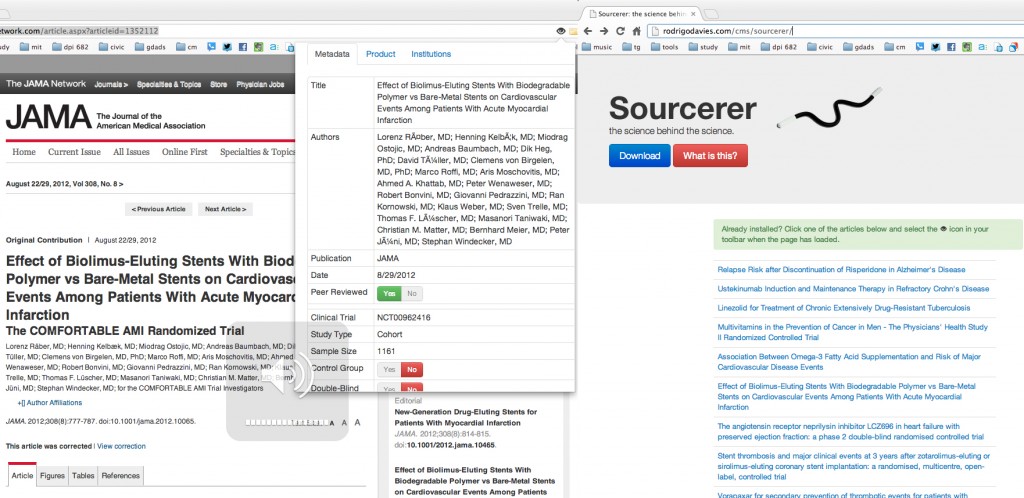 network.com/article.aspx?articleid=1352112
study mit dpi 682 civic gdads cm
The JAMA Network Journals > Specialties & Topics Store Physician Jobs
JAMA The Journal of the
American Medical Association
Home Current Issue All Issues Online First Specialties & Topics
August 22/29, 2012, Vol 308, No. 8 >
< Previous Article Next Article >
Original Contribution | August 22/29, 2012
Effect of Biolimus-Eluting Stents With Biod
Polymer vs Bare-Metal Stents on Cardiovas
Events Among Patients With Acute Myocar
Infarction
The COMFORTABLE AMI Randomized Trial
Lorenz Räber, MD; Henning Kelbæk, MD; Miodrag Ostojic, MD; Andreas Baumbach, MD; Dik
Tüller, MD; Clemens von Birgelen, MD, PhD; Marco Roffi, MD; Aris Moschovitis, MD; Ahmed
Wenaweser, MD; Robert Bonvini, MD; Giovanni Pedrazzini, MD; Ran Kornowski, MD; Klaus
Trelle, MD; Thomas F. Lüscher, MD; Masanori Taniwaki, MD; Christian M. Matter, MD;
Jüni, MD; Stephan Windecker, MD; for the COMFORTABLE AMI Trial Investigators
+[] Author Affiliations
JAMA. 2012;308(8):777-787. doi:10.1001/jama.2012.10065.
A A A
This article was corrected | View correction
Article Figures Tables References
Metadata Product Institutions
Title Effect of Biolimus-Eluting Stents With Biodegradable
Polymer vs Bare-Metal Stents on Cardiovascular
Events Among Patients With Acute Myocardial
Infarction
Authors Lorenz RÃ¤ber, MD; Henning KelbÃ¦k, MD; Miodrag
Ostojic, MD; Andreas Baumbach, MD; Dik Heg,
PhD; David TÃ¼ller, MD; Clemens von Birgelen,
MD, PhD; Marco Roffi, MD; Aris Moschovitis, MD;
Ahmed A. Khattab, MD; Peter Wenaweser, MD;
Robert Bonvini, MD; Giovanni Pedrazzini, MD; Ran
Kornowski, MD; Klaus Weber, MD; Sven Trelle, MD;
Thomas F. LÃ¼scher, MD; Masanori Taniwaki, MD;
Christian M. Matter, MD; Bernhard Meier, MD; Peter
JÃ¼ni, MD; Stephan Windecker, MD
Publication JAMA
Date 8/29/2012
Peer Reviewed Yes No
Clinical Trial NCT00962416
Study Type Cohort
Sample Size 1161
Control Group Yes No
Double-Blind Yes No
Editorial
New-Generation Drug-Eluting Stents for
Patients With Myocardial Infarction
JAMA. 2012;308(8):814-815.
doi:10.1001/2012.jama.10465.
Effect of Biolimus-Eluting Stents With
Biodegradable Polymer vs Bare-Metal Stents
on Cardiovascular Events Among Patients
Sourcerer: the science behin
rodrigodavies.com/cms/sourcerer/
music tg tools study mit dpi 682 civic gdads cm
Sourcerer
the science behind the science.
Download What is this?
Already installed? Click one of the articles below and select the icon in your
toolbar when the page has loaded.
Relapse Risk after Discontinuation of Risperidone in Alzheimer's Disease
Ustekinumab Induction and Maintenance Therapy in Refractory Crohn's Disease
Linezolid for Treatment of Chronic Extensively Drug-Resistant Tuberculosis
Multivitamins in the Prevention of Cancer in Men - The Physicians' Health Study
II Randomized Controlled Trial
Association Between Omega-3 Fatty Acid Supplementation and Risk of Major
Cardiovascular Disease Events
Effect of Biolimus-Eluting Stents With Biodegradable Polymer vs Bare-Metal
Stents on Cardiovascular Events Among Patients With Acute Myocardial
Infarction
The angiotensin receptor neprilysin inhibitor LCZ696 in heart failure with
preserved ejection fraction: a phase 2 double-blind randomised controlled trial
Stent thrombosis and major clinical events at 3 years after zotarolimus-eluting or
sirolimus-eluting coronary stent implantation: a randomised, multicentre, open-
label, controlled trial
Vorapaxar for secondary prevention of thrombotic events for patients with